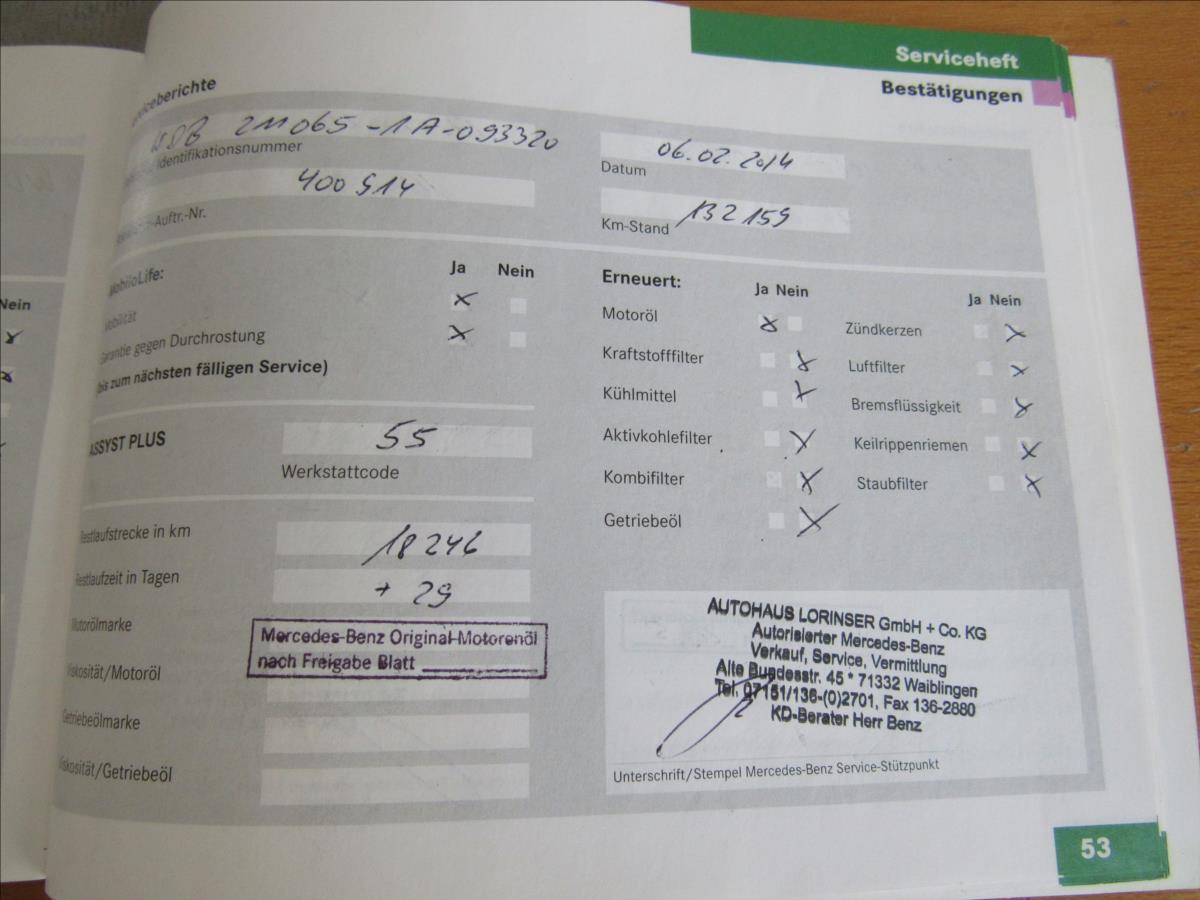 Serviceheft
Bestätigungen
WDB 211065-1A-093320
Identifikationsnummer
06.02.2014
Datum
400914
Auftr.-Nr.
132159
Km-Stand
MobiloLife:
Ja Nein
Mobilität
x
Garantie gegen Durchrostung
x
(bis zum nächsten fälligen Service)
ASSYST PLUS
55
Werkstattcode
Restlaufstrecke in km
18246
Restlaufzeit in Tagen
+ 29
Motorölmarke
Mercedes-Benz Original-Motorenöl
nach Freigabe Blatt
Viskosität/Motoröl
Getriebeölmarke
Viskosität/Getriebeöl
Erneuert:
Ja Nein
Motoröl
x
Kraftstofffilter
x
Kühlmittel
x
Aktivkohlefilter
x
Kombifilter
x
Getriebeöl
x
Ja Nein
Zündkerzen
x
Luftfilter
x
Bremsflüssigkeit
x
Keilrippenriemen
x
Staubfilter
x
AUTOHAUS LORINSER GmbH + Co. KG
Autorisierter Mercedes-Benz
Verkauf, Service, Vermittlung
Alte Bundesstr. 45 * 71332 Waiblingen
Tel. 07151/136-(0)2701, Fax 136-2880
KD-Berater Herr Benz
Unterschrift/Stempel Mercedes-Benz Service-Stützpunkt
53
Nein
x
x